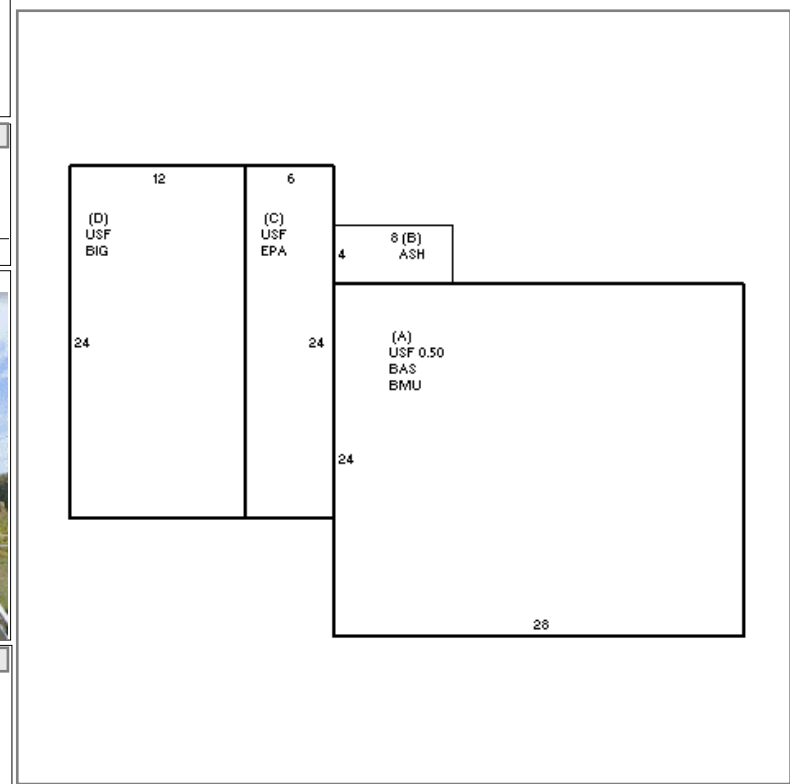 12
6
(D)
USF
BIG
(C)
USF
EPA
8 (B)
ASH
4
24
24
(A)
USF 0.50
BAS
BMU
24
28